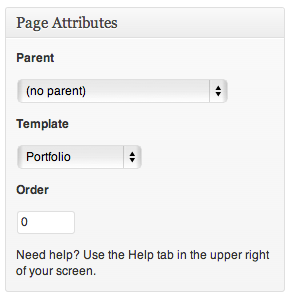 Page Attributes
Parent
(no parent)
Template
Portfolio
Order
0
Need help? Use the Help tab in the upper right
of your screen.